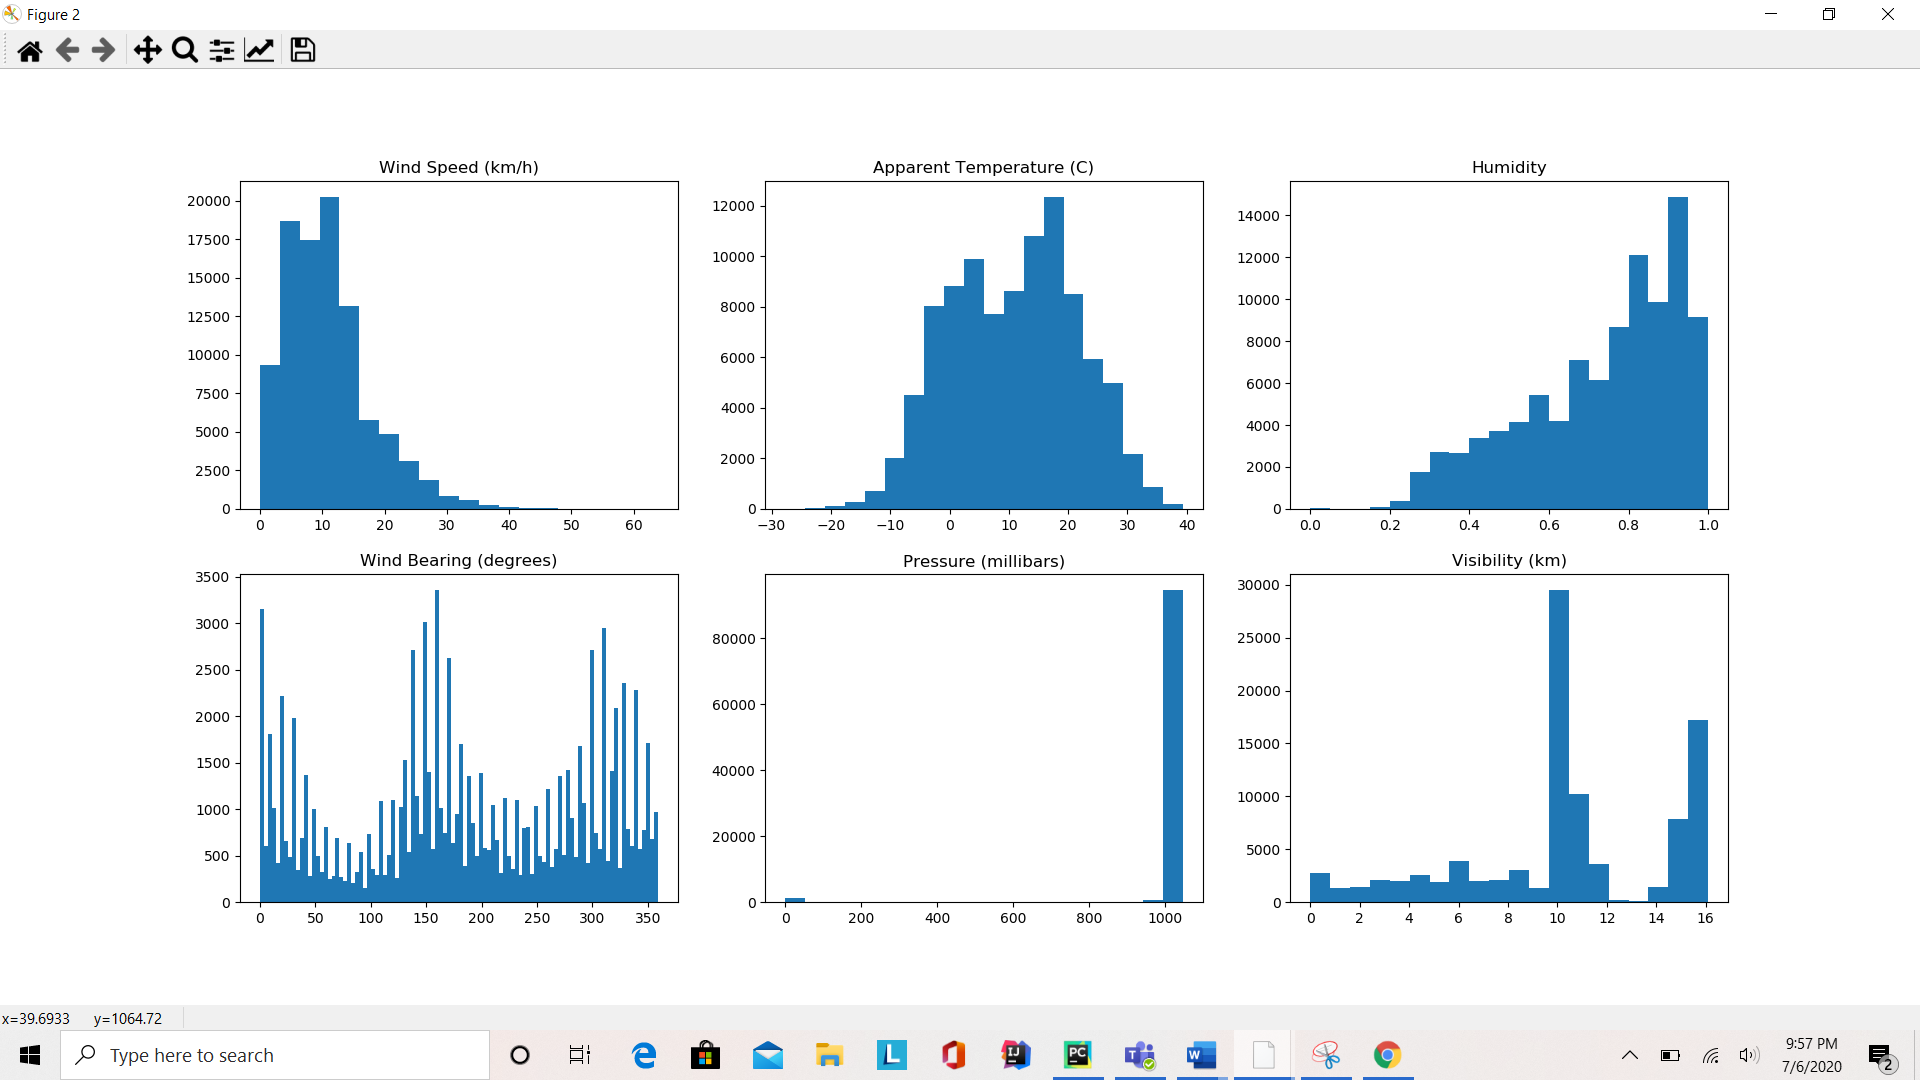 Figure 2
Wind Speed (km/h)
20000
17500
15000
12500
10000
7500
5000
2500
0
0 10 20 30 40 50 60
Apparent Temperature (C)
12000
10000
8000
6000
4000
2000
0
−30 −20 −10 0 10 20 30 40
Humidity
14000
12000
10000
8000
6000
4000
2000
0
0.0 0.2 0.4 0.6 0.8 1.0
Wind Bearing (degrees)
3500
3000
2500
2000
1500
1000
500
0
0 50 100 150 200 250 300 350
Pressure (millibars)
80000
60000
40000
20000
0
0 200 400 600 800 1000
Visibility (km)
30000
25000
20000
15000
10000
5000
0
0 2 4 6 8 10 12 14 16
x=39.6933 y=1064.72
Type here to search
L
IJ
PC
T
W
9:57 PM
7/6/2020
2